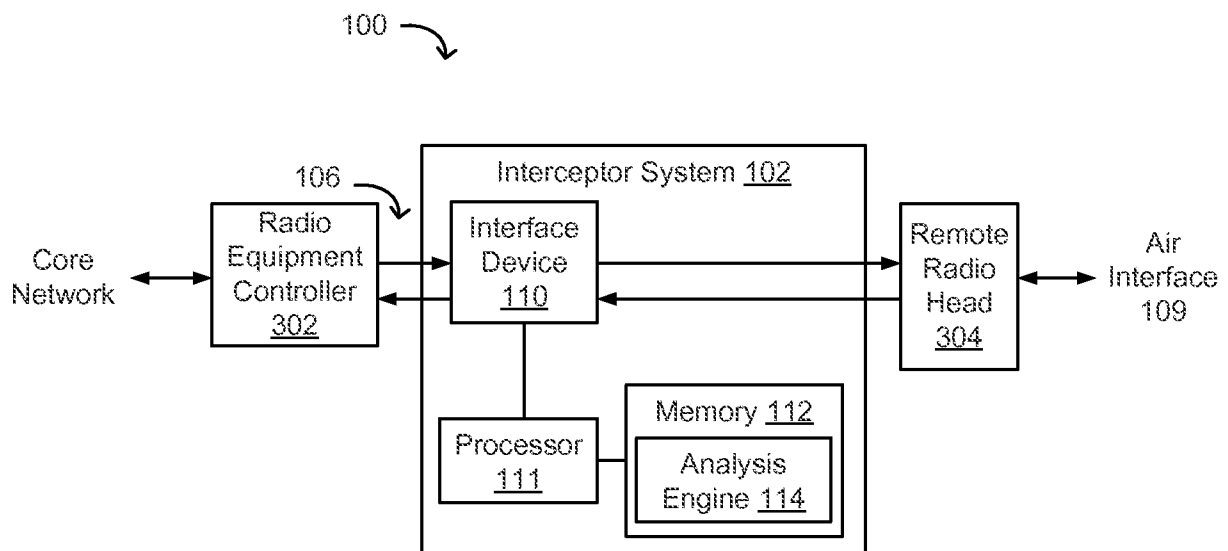 100
Interceptor System 102
106
Radio
Equipment
Controller
302
Interface
Device
110
Remote
Radio
Head
304
Core
Network
Air
Interface
109
Processor
111
Memory 112
Analysis
Engine 114